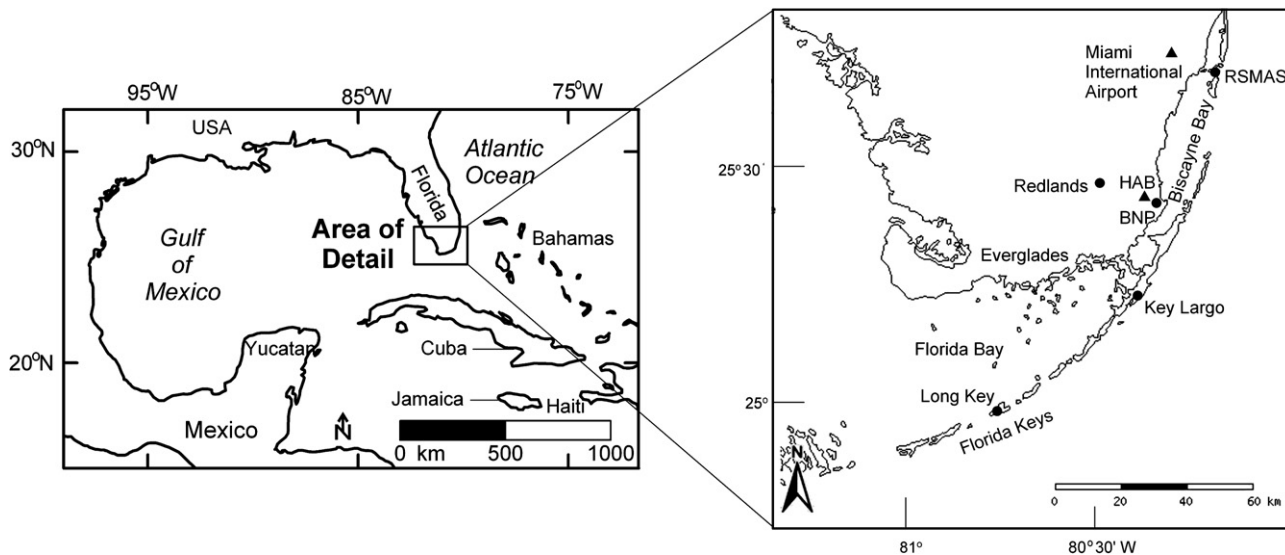 95°W
85°W
75°W
USA
30°N
Atlantic
Ocean
Florida
Area of
Detail
Bahamas
Gulf
of
Mexico
20°N
Yucatan
Cuba
Jamaica
Haiti
Mexico
N
0 km 500 1000
Miami
International
Airport
RSMAS
Biscayne Bay
25°30´
Redlands
HAB
BNP
Everglades
Key Largo
Florida Bay
Long Key
25°
Florida Keys
N
0 20 40 60
km
81°
80°30' W